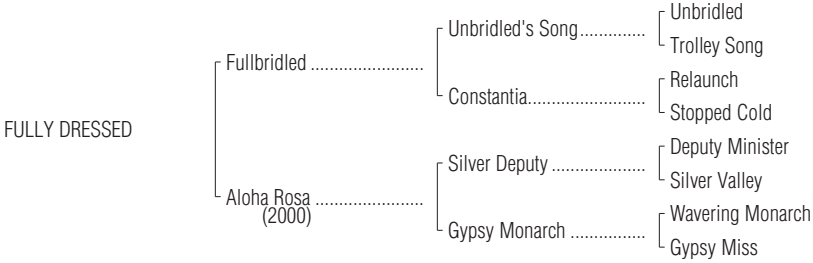 Unbridled
Unbridled's Song..............
Trolley Song
Fullbridled ........................
Relaunch
Constantia.........................
Stopped Cold
FULLY DRESSED
Deputy Minister
Silver Deputy ....................
Silver Valley
Aloha Rosa .......................
(2000)
Wavering Monarch
Gypsy Monarch ................
Gypsy Miss